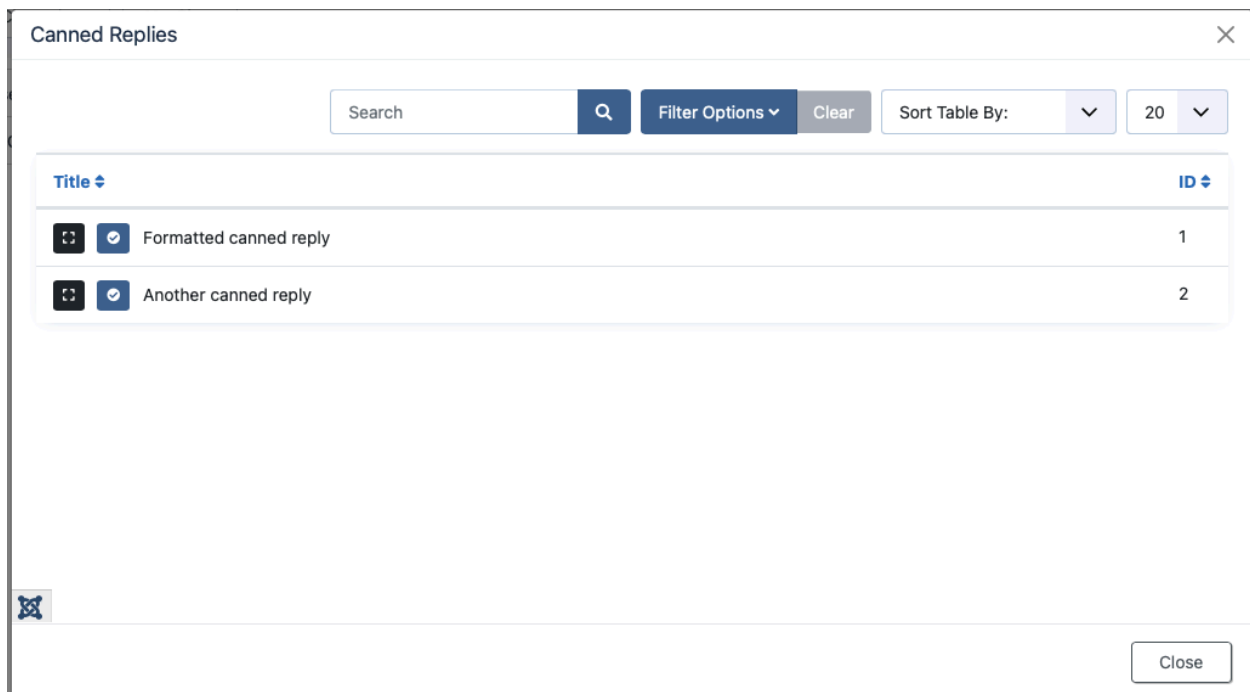 Canned Replies
Search Filter Options Clear Sort Table By: 20
Title ID
Formatted canned reply 1
Another canned reply 2
Close